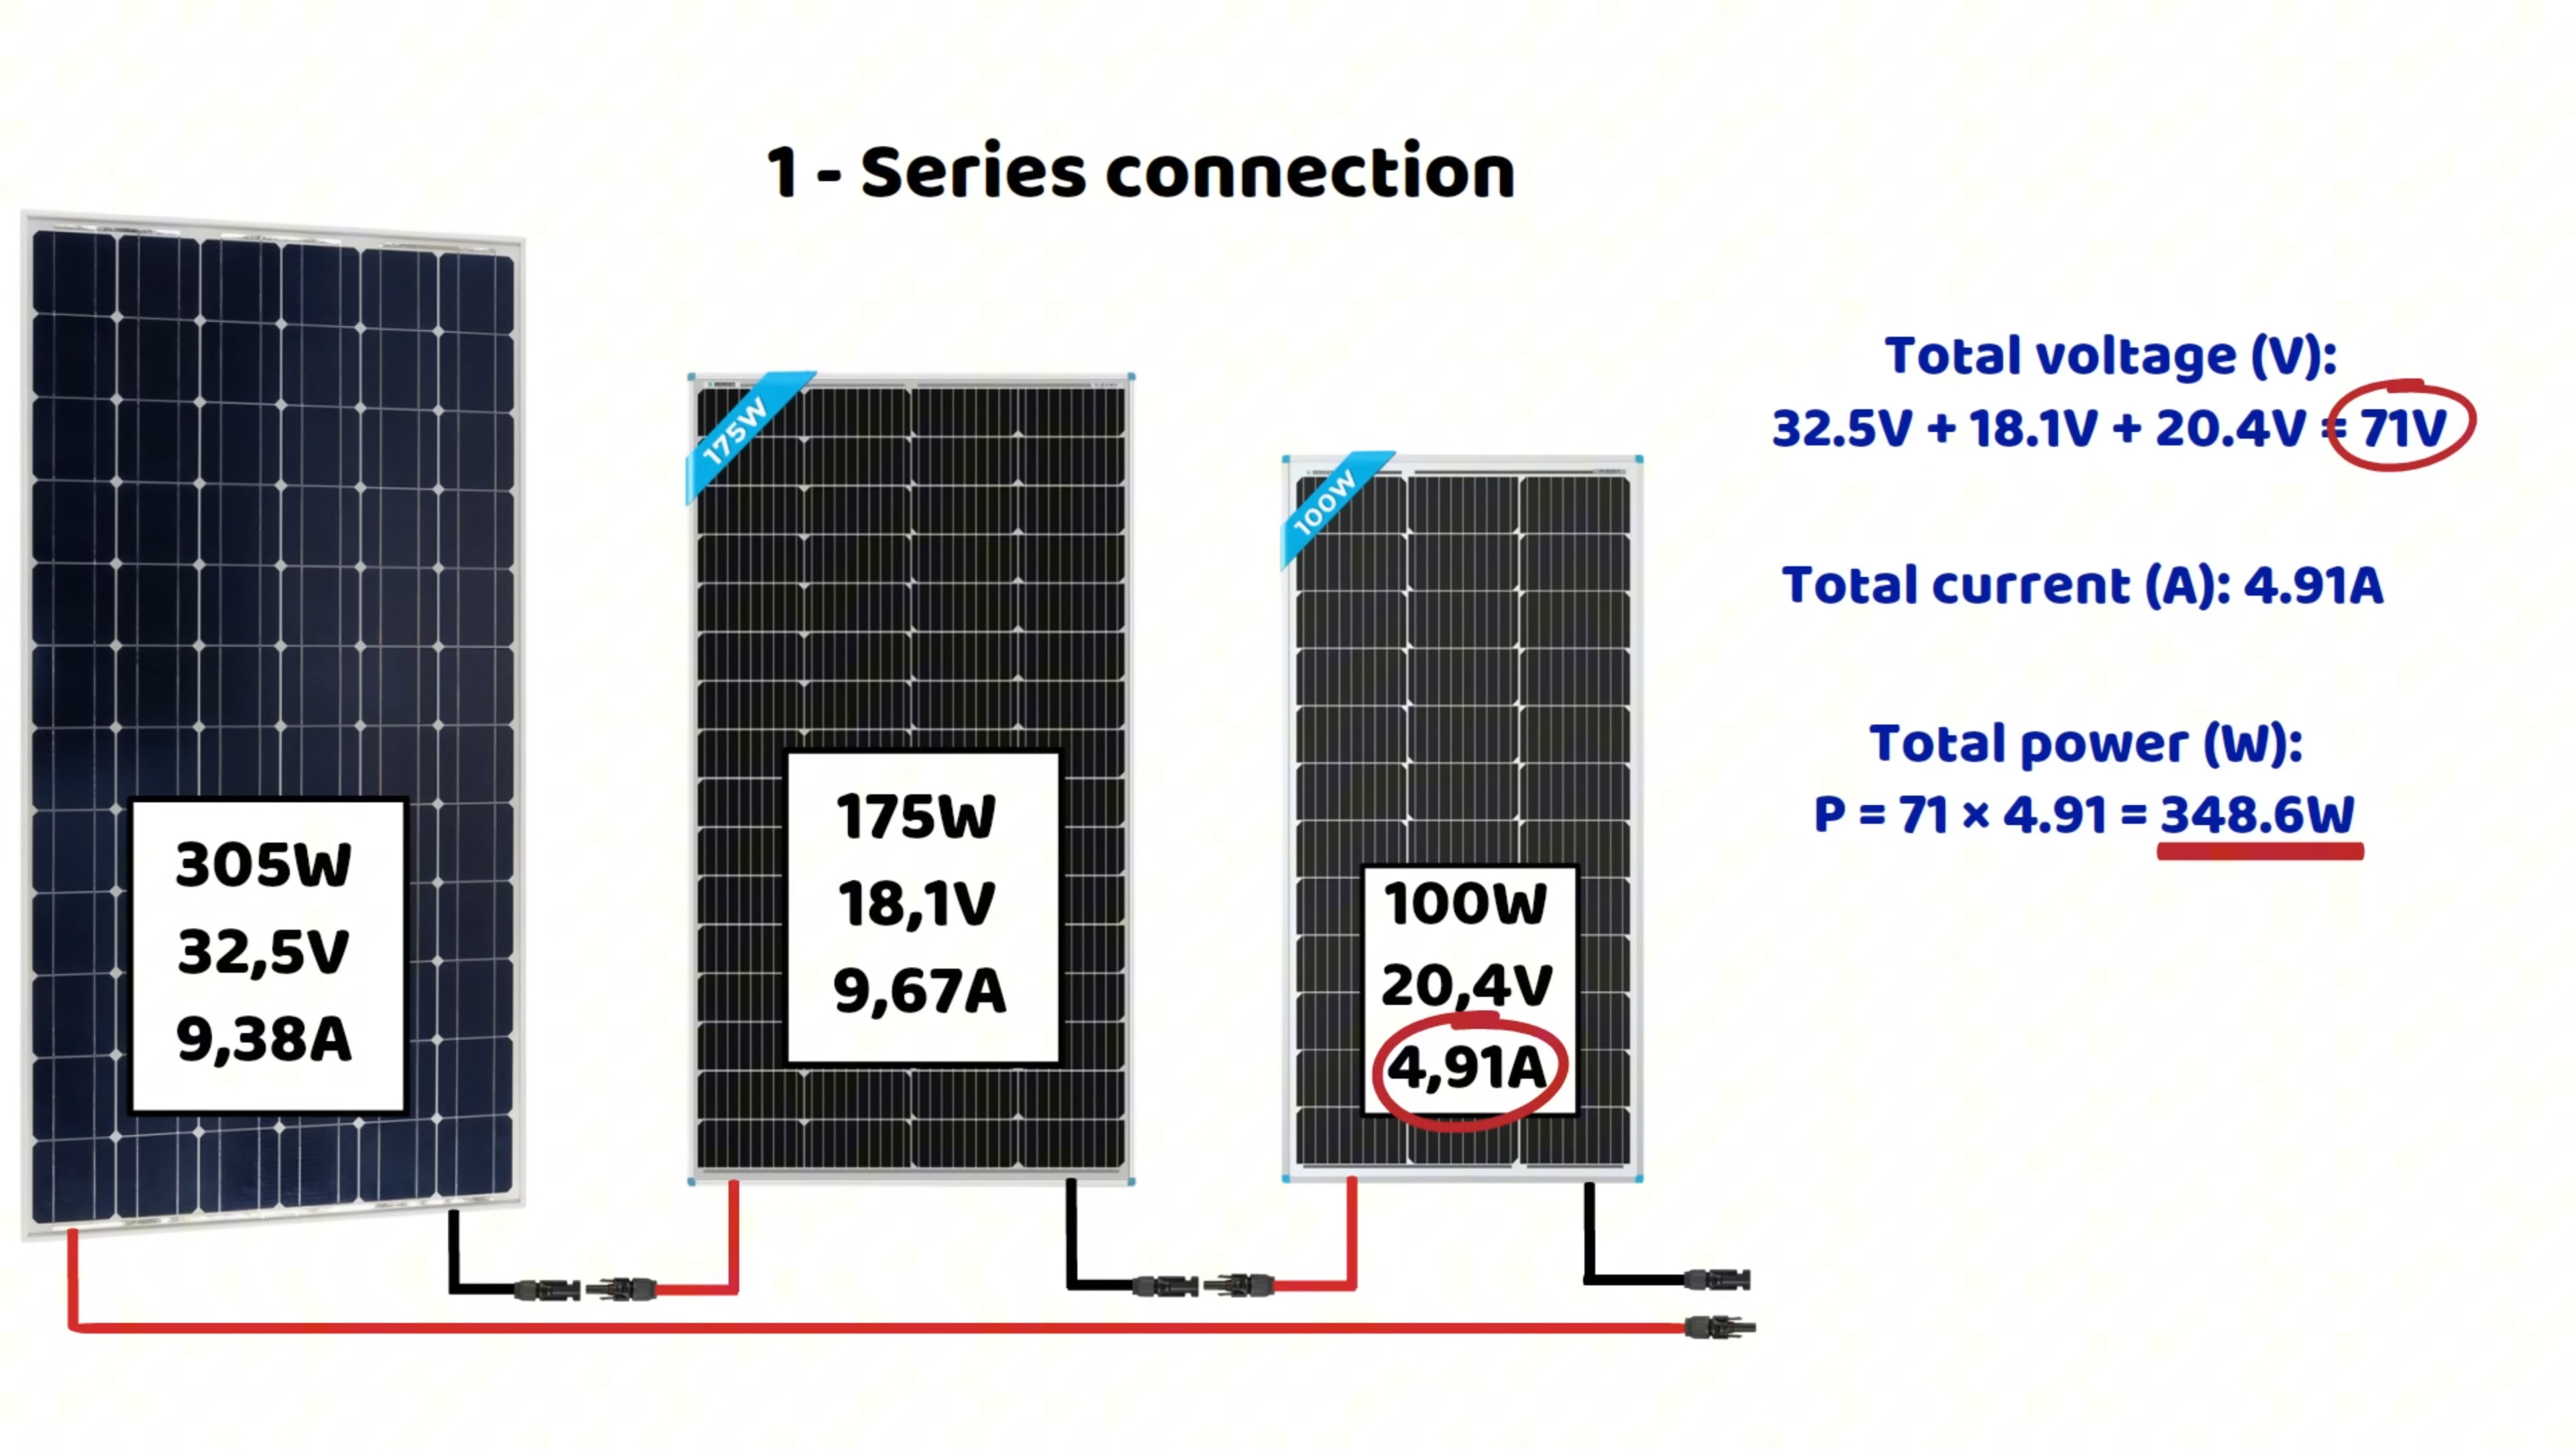 1 - Series connection
175W
100W
305W
32,5V
9,38A
175W
18,1V
9,67A
100W
20,4V
4,91A
Total voltage (V):
32.5V + 18.1V + 20.4V = 71V
Total current (A): 4.91A
Total power (W):
P = 71 × 4.91 = 348.6W